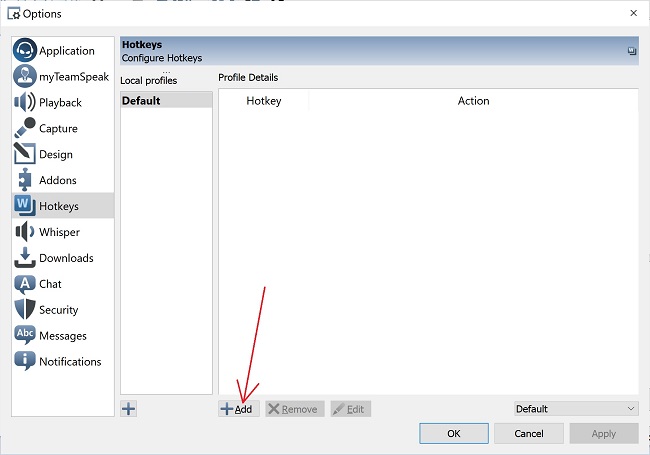 Options
Application
myTeamSpeak
Playback
Capture
Design
Addons
Hotkeys
Whisper
Downloads
Chat
Security
Abc
Messages
Notifications
Hotkeys
Configure Hotkeys
Local profiles
Default
Profile Details
Hotkey Action
Add Remove Edit Default
OK Cancel Apply